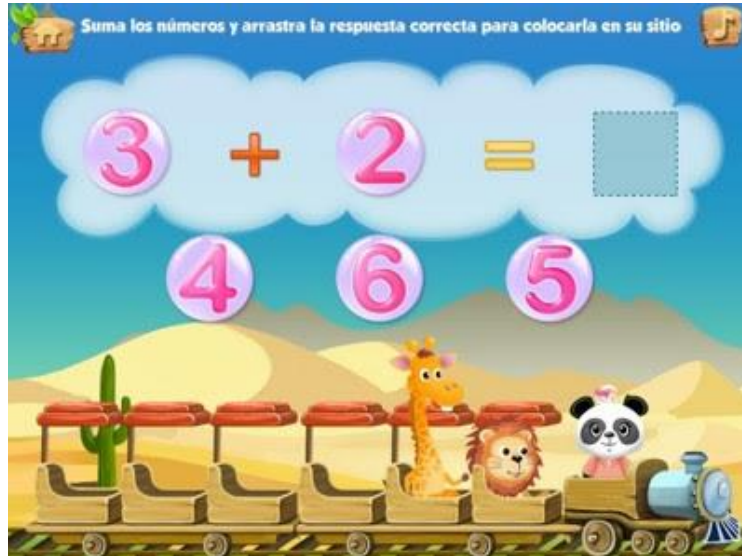 Suma los números y arrastra la respuesta correcta para colocarla en su sitio
3 + 2 =
4 6 5